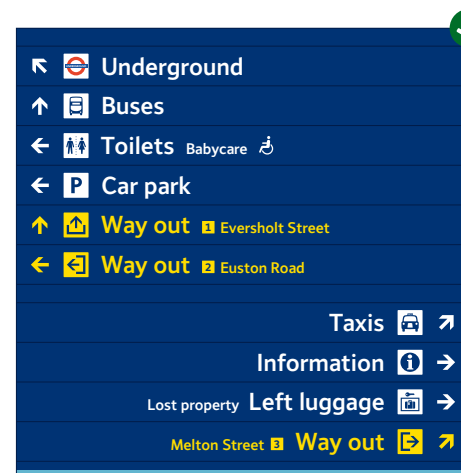 Underground
Buses
Toilets Babycare
P Car park
Way out 1 Eversholt Street
Way out 2 Euston Road
Taxis
Information i
Lost property Left luggage
Melton Street 3 Way out